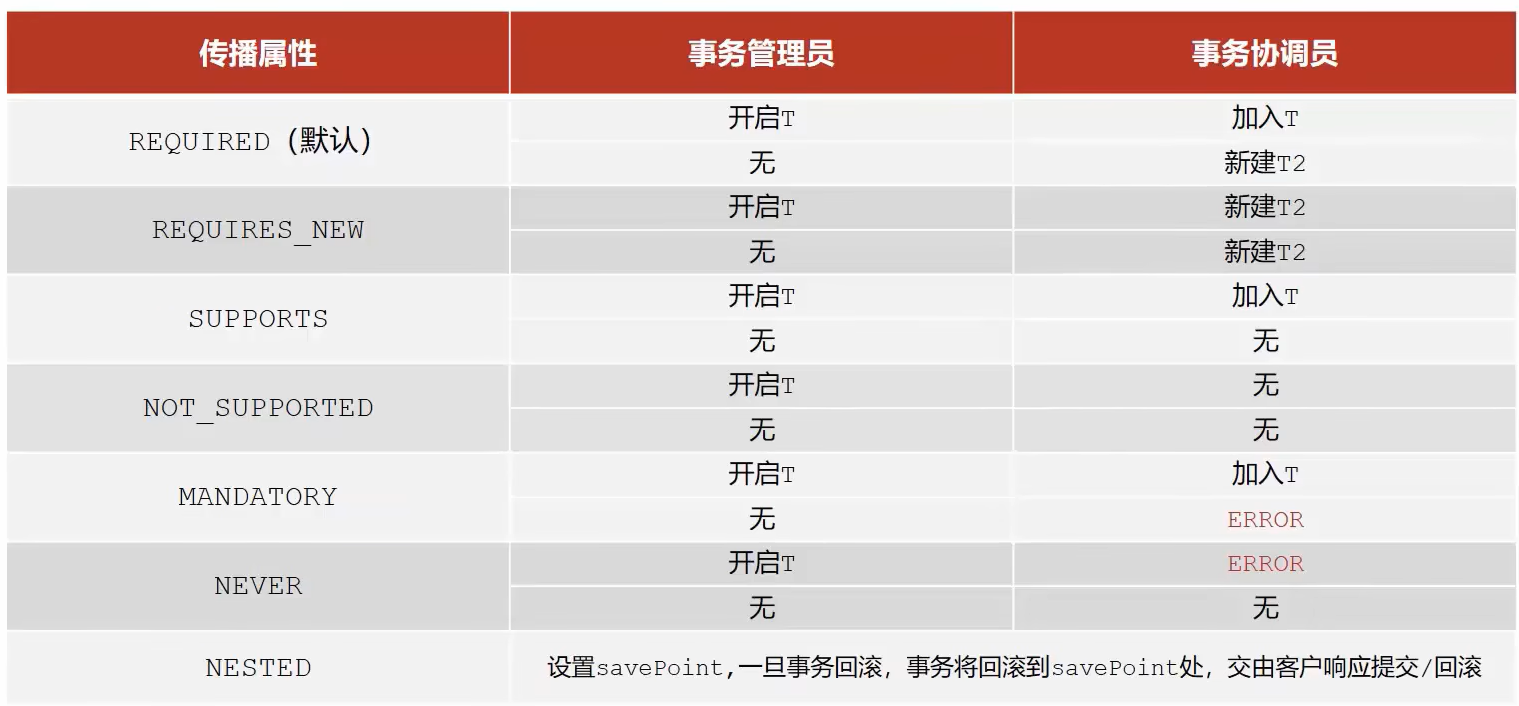 传播属性 事务管理员 事务协调员
REQUIRED（默认） 开启T 加入T
无 新建T2
REQUIRES_NEW 开启T 新建T2
无 新建T2
SUPPORTS 开启T 加入T
无 无
NOT_SUPPORTED 开启T 无
无 无
MANDATORY 开启T 加入T
无 ERROR
NEVER 开启T ERROR
无 无
NESTED 设置savePoint,一旦事务回滚，事务将回滚到savePoint处，交由客户响应提交/回滚